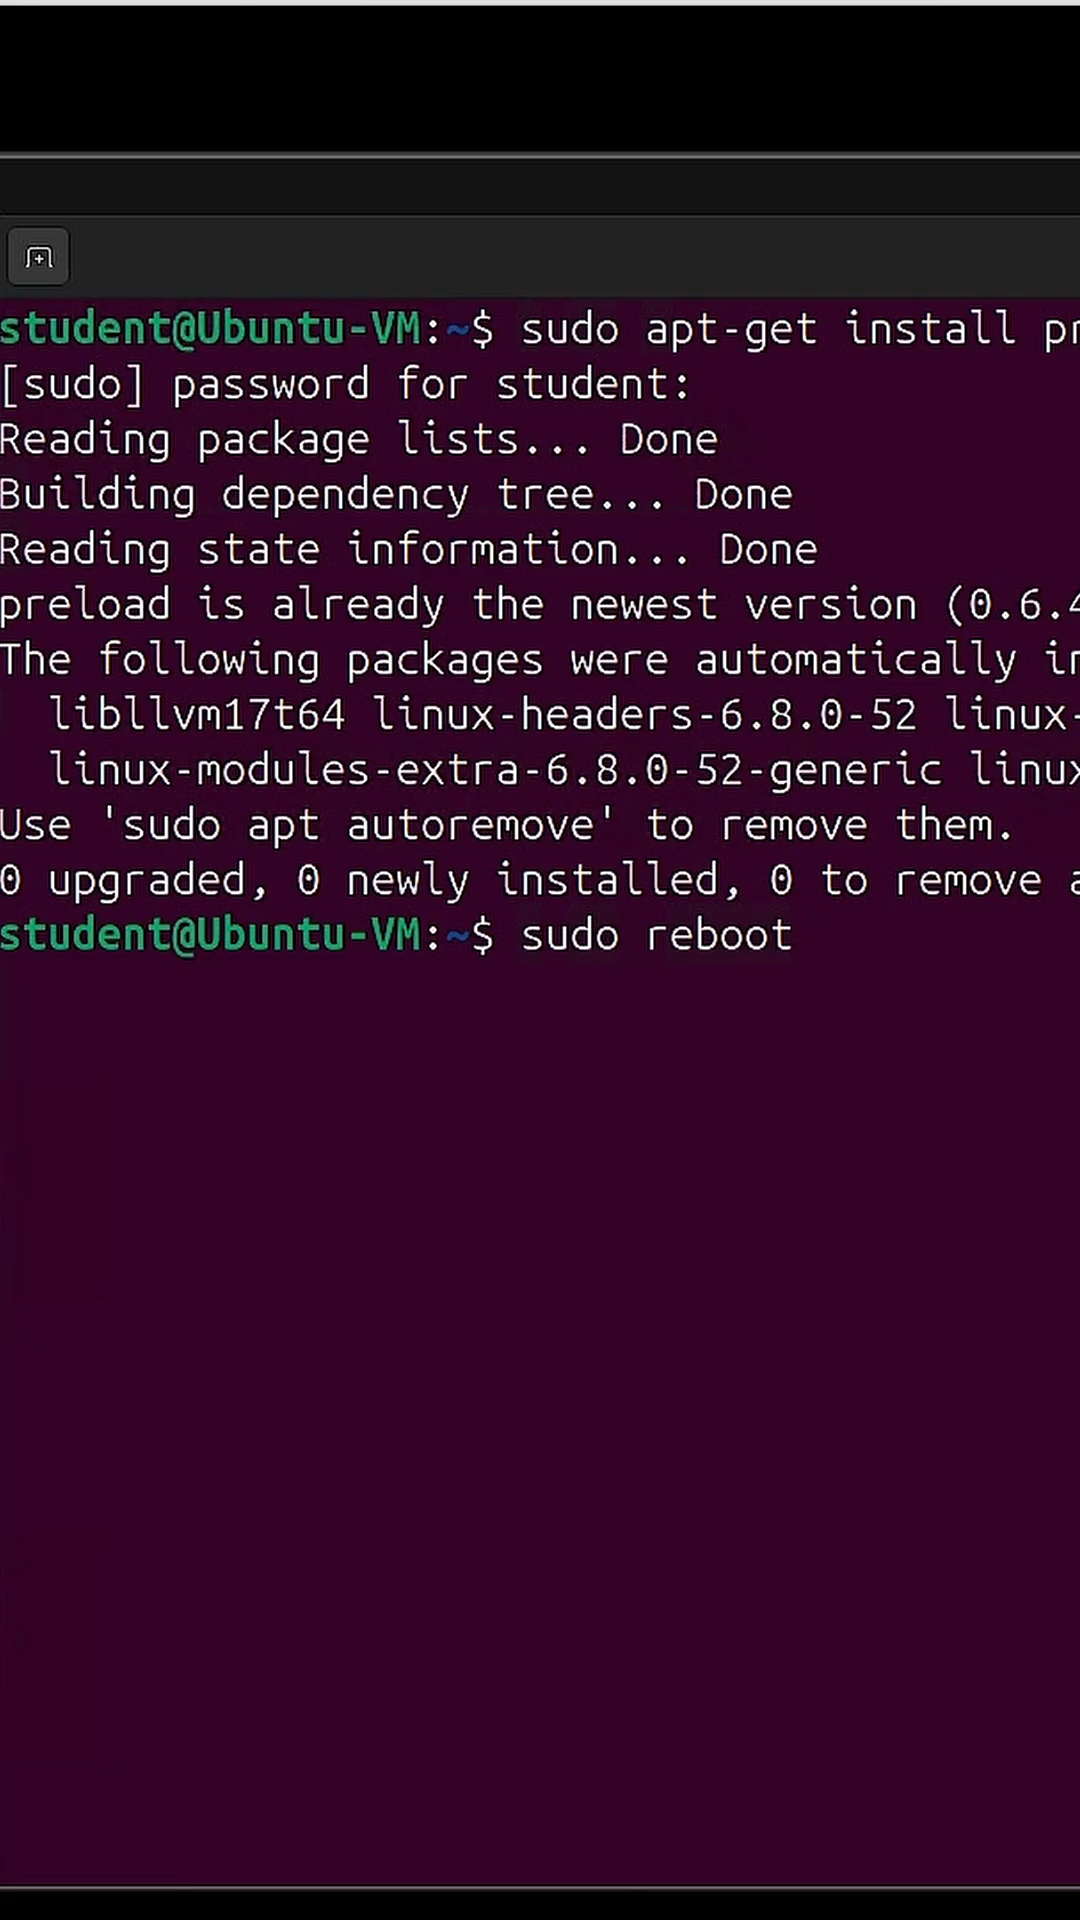 student@Ubuntu-VM:~$ sudo apt-get install pr
[sudo] password for student:
Reading package lists... Done
Building dependency tree... Done
Reading state information... Done
preload is already the newest version (0.6.4
The following packages were automatically in
  libllvm17t64 linux-headers-6.8.0-52 linux-
  linux-modules-extra-6.8.0-52-generic linux
Use 'sudo apt autoremove' to remove them.
0 upgraded, 0 newly installed, 0 to remove a
student@Ubuntu-VM:~$ sudo reboot